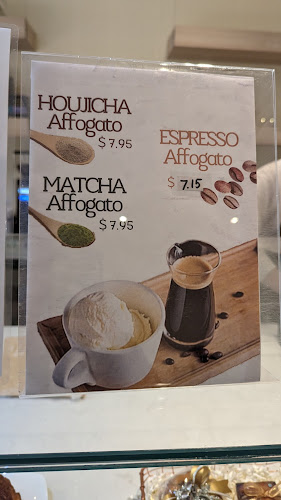 HOUJICHA
Affogato
$7.95
ESPRESSO
Affogato
$7.15
MATCHA
Affogato
$7.95